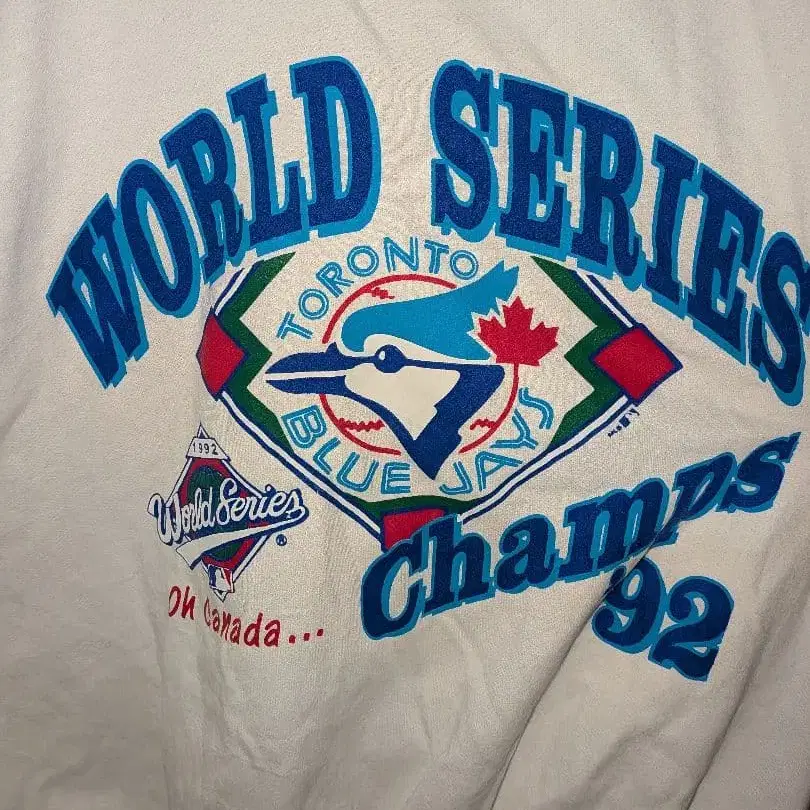 WORLD SERIES
TORONTO
BLUE JAYS
1992
World Series
®
Champs
92
Oh Canada...